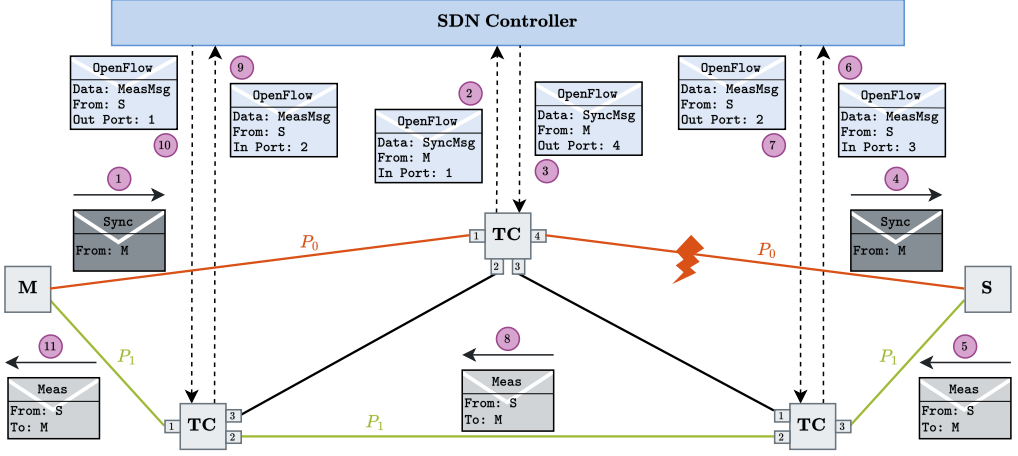 SDN Controller
OpenFlow
Data: MeasMsg
From: S
Out Port: 1
10
9
OpenFlow
Data: MeasMsg
From: S
In Port: 2
2
OpenFlow
Data: SyncMsg
From: M
In Port: 1
OpenFlow
Data: SyncMsg
From: M
Out Port: 4
3
OpenFlow
Data: MeasMsg
From: S
Out Port: 2
7
6
OpenFlow
Data: MeasMsg
From: S
In Port: 3
1
Sync
From: M
4
Sync
From: M
P0
1
TC
4
2
3
P0
M
S
11
Meas
From: S
To: M
P1
8
Meas
From: S
To: M
P1
5
Meas
From: S
To: M
1
TC
3
2
P1
1
2
TC
3